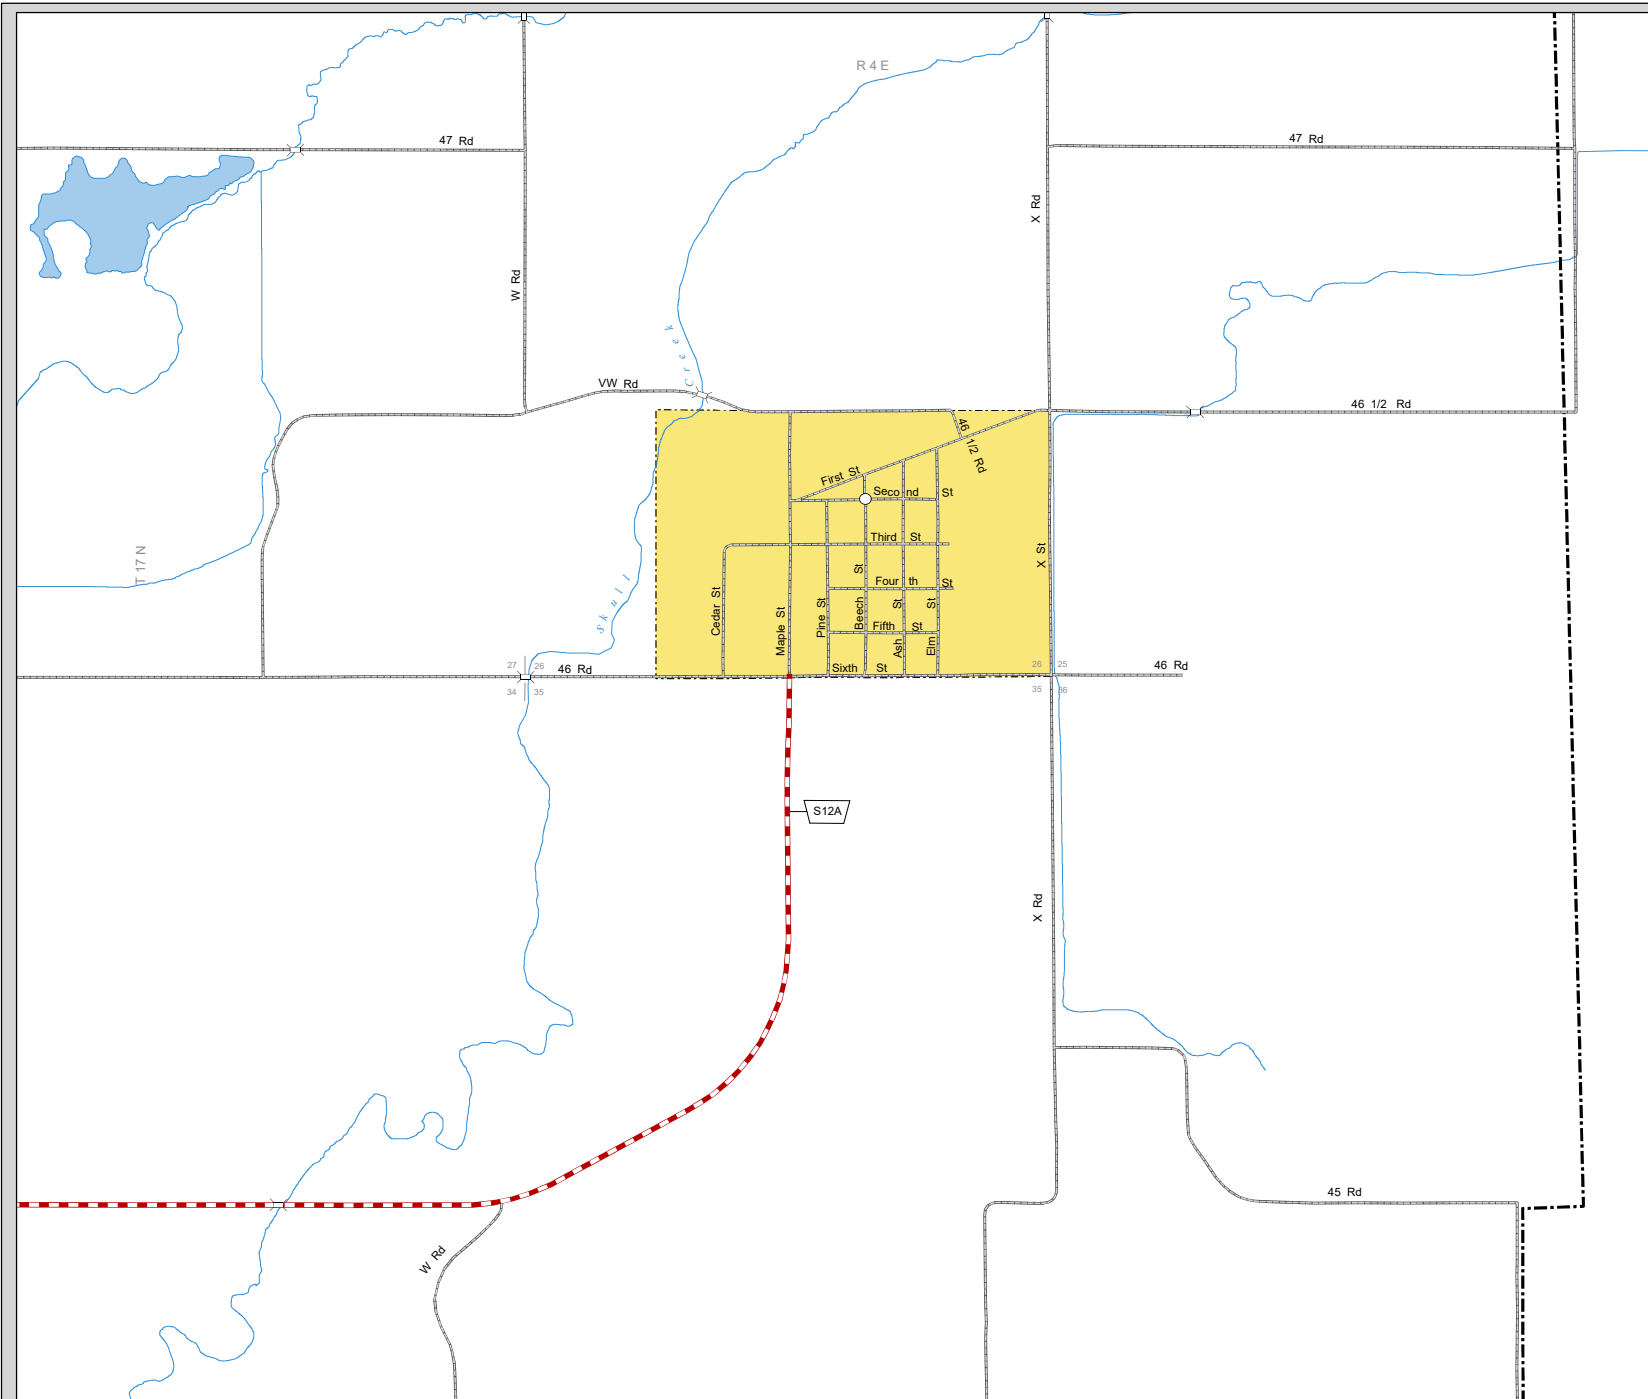 R 4 E
47 Rd
47 Rd
X Rd
W Rd
Creek
VW Rd
46 1/2 Rd
46 1/2 Rd
First St
Second St
Third St
X St
T 17 N
Fourth St
Skull
Cedar St
Maple St
Pine St
Beech St
Ash St
Elm St
Fifth St
Sixth St
27 26
34 35
46 Rd
26 25
35 36
46 Rd
S12A
X Rd
45 Rd
W Rd